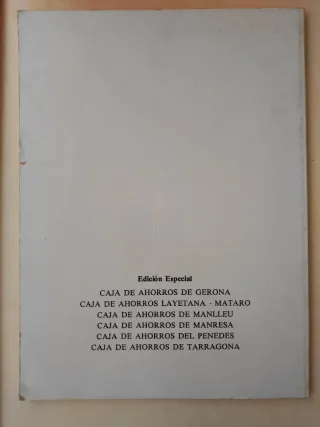 Edición Especial
CAJA DE AHORROS DE GERONA
CAJA DE AHORROS LAYETANA - MATARO
CAJA DE AHORROS DE MANLLEU
CAJA DE AHORROS DE MANRESA
CAJA DE AHORROS DEL PENEDES
CAJA DE AHORROS DE TARRAGONA